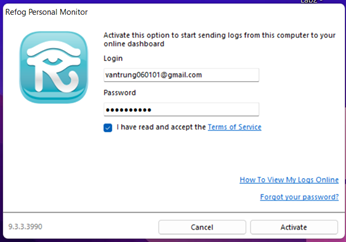 Refog Personal Monitor
Activate this option to start sending logs from this computer to your
online dashboard
Login
vantrung060101@gmail.com
Password
••••••••••
I have read and accept the Terms of Service
How To View My Logs Online
Forgot your password?
9.3.3.3990
Cancel
Activate